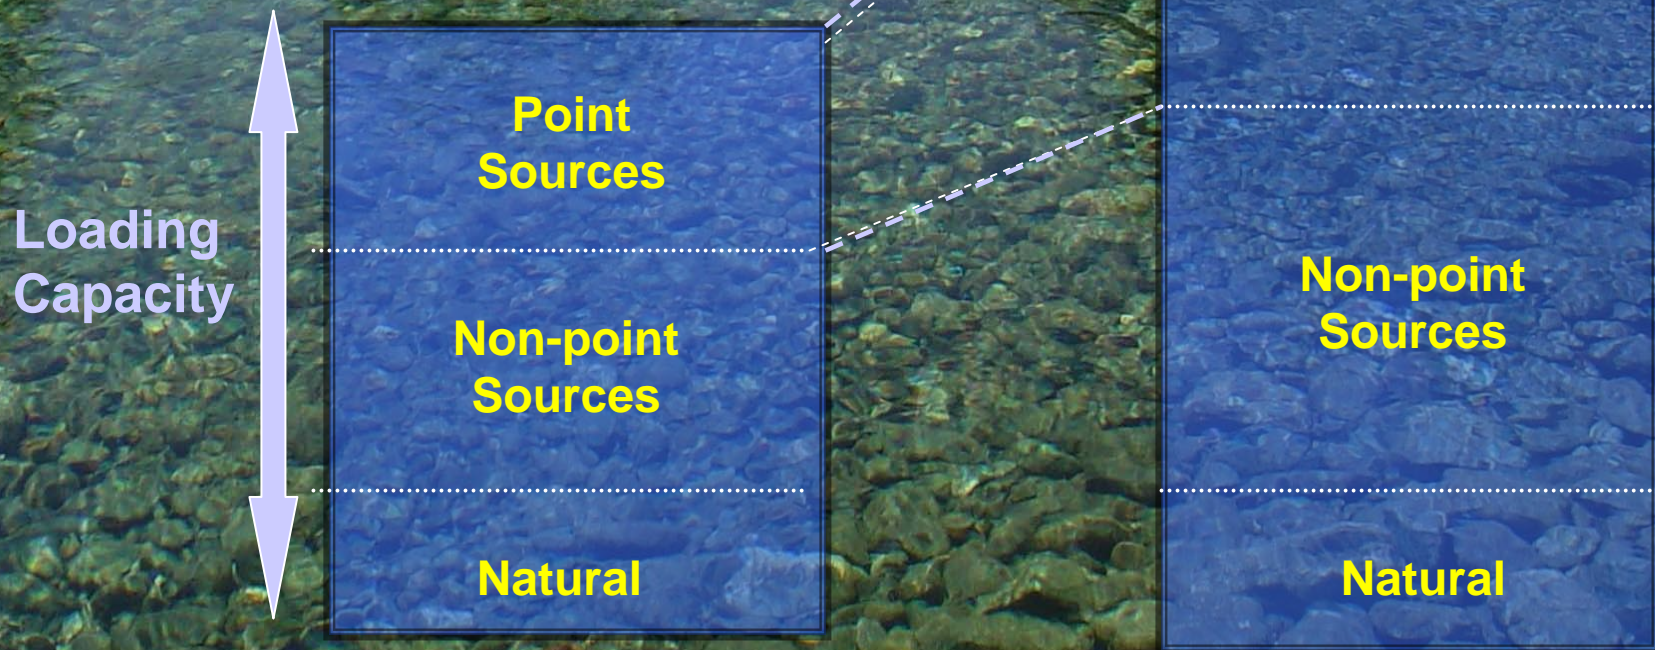 Loading
Capacity
Point
Sources
Non-point
Sources
Natural
Non-point
Sources
Natural